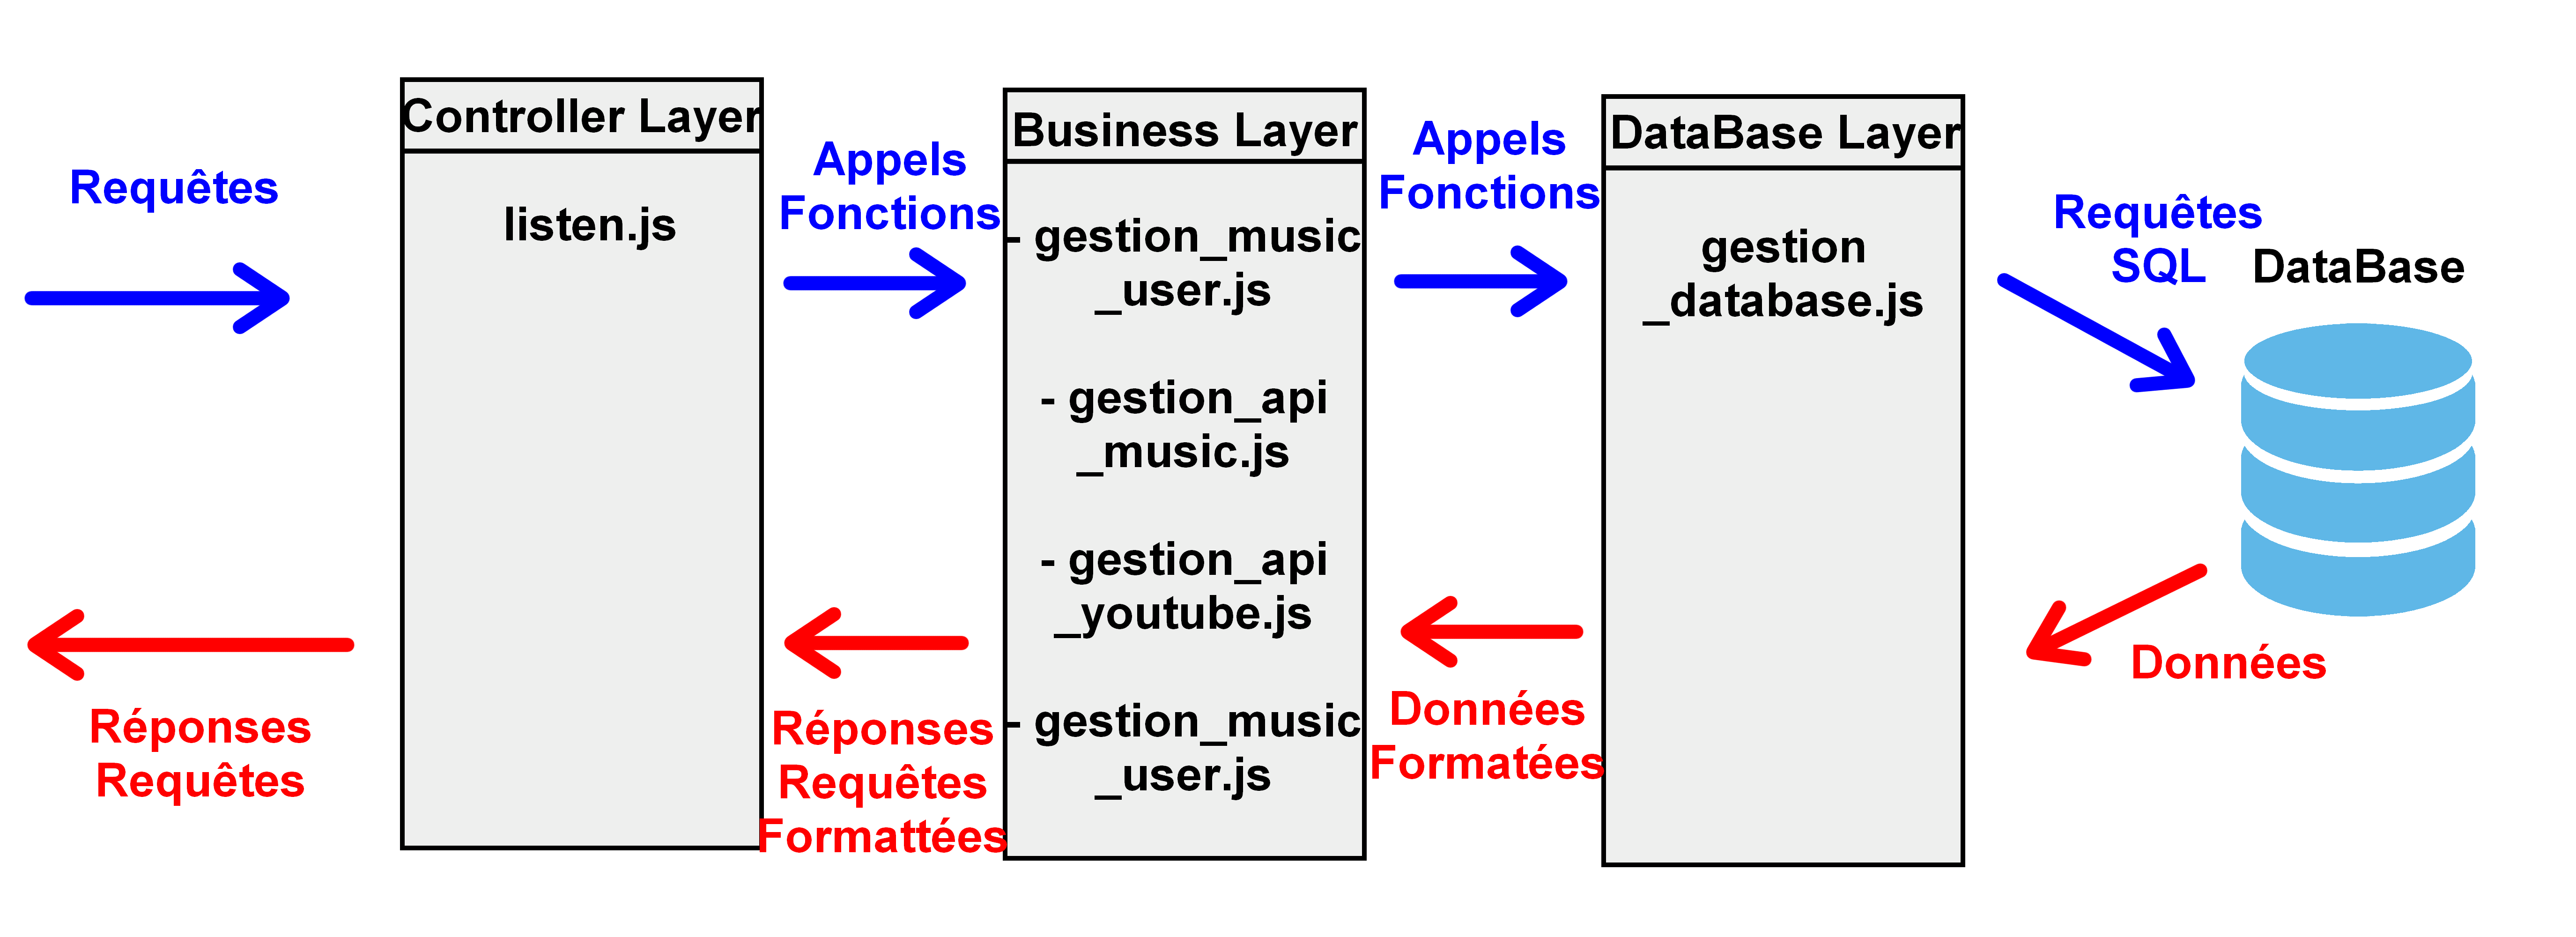 Requêtes
Réponses
Requêtes
Controller Layer
listen.js
Appels
Fonctions
Réponses
Requêtes
Formattées
Business Layer
- gestion_music
_user.js
- gestion_api
_music.js
- gestion_api
_youtube.js
- gestion_music
_user.js
Appels
Fonctions
Données
Formatées
DataBase Layer
gestion
_database.js
Requêtes
SQL
DataBase
Données